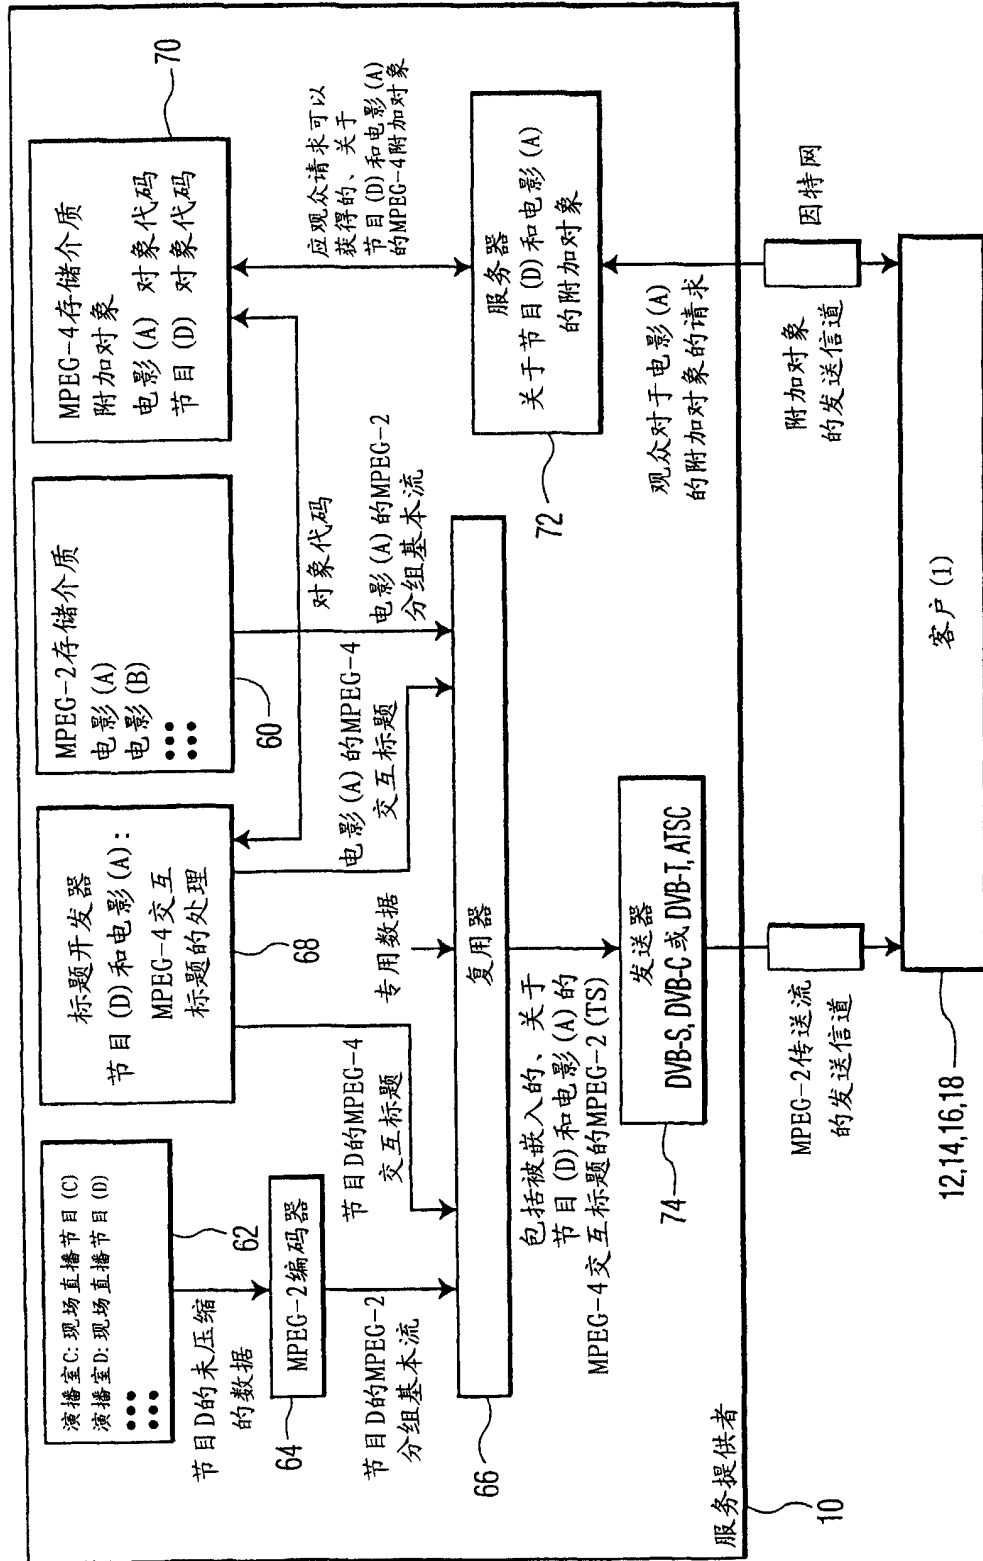 演播室C:现场直播节目(C)
演播室D:现场直播节目(D)
62
节目D的未压缩
的数据
MPEG-2编码器
64
节目D的MPEG-2
分组基本流
标题开发器
节目(D)和电影(A):
MPEG-4交互
标题的处理
68
节目D的MPEG-4
交互标题
专用数据
电影(A)的MPEG-4
交互标题
MPEG-2存储介质
电影(A)
电影(B)
60
对象代码
电影(A)的MPEG-2
分组基本流
MPEG-4存储介质
附加对象
电影(A) 对象代码
节目(D) 对象代码
70
应观众请求可以
获得的、关于
节目(D)和电影(A)
的MPEG-4附加对象
复用器
66
服务器
关于节目(D)和电影(A)
的附加对象
72
包括被嵌入的、关于
节目(D)和电影(A)的
MPEG-4交互标题的MPEG-2(TS)
发送器
DVB-S, DVB-C 或 DVB-T, ATSC
74
观众对于电影(A)
的附加对象的请求
服务提供者
10
MPEG-2传送流
的发送信道
附加对象
的发送信道
因特网
客户(1)
12,14,16,18